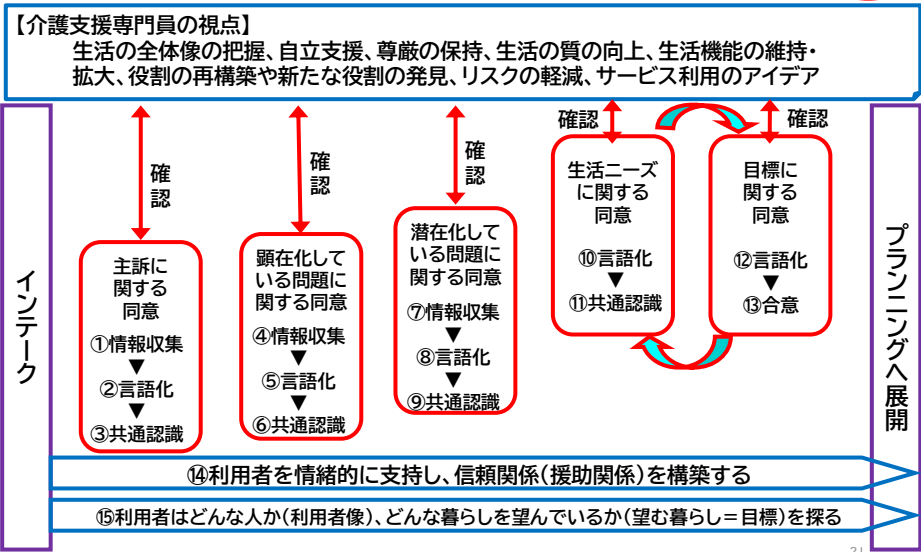 【介護支援専門員の視点】
生活の全体像の把握、自立支援、尊厳の保持、生活の質の向上、生活機能の維持・
拡大、役割の再構築や新たな役割の発見、リスクの軽減、サービス利用のアイデア
インテーク
確認
主訴に
関する
同意
①情報収集
▼
②言語化
▼
③共通認識
確認
顕在化して
いる問題に
関する同意
④情報収集
▼
⑤言語化
▼
⑥共通認識
確認
潜在化して
いる問題に
関する同意
⑦情報収集
▼
⑧言語化
▼
⑨共通認識
確認
生活ニーズ
に関する
同意
⑩言語化
▼
⑪共通認識
確認
目標に
関する
同意
⑫言語化
▼
⑬合意
プランニングへ展開
⑭利用者を情緒的に支持し、信頼関係(援助関係)を構築する
⑮利用者はどんな人か(利用者像)、どんな暮らしを望んでいるか(望む暮らし=目標)を探る